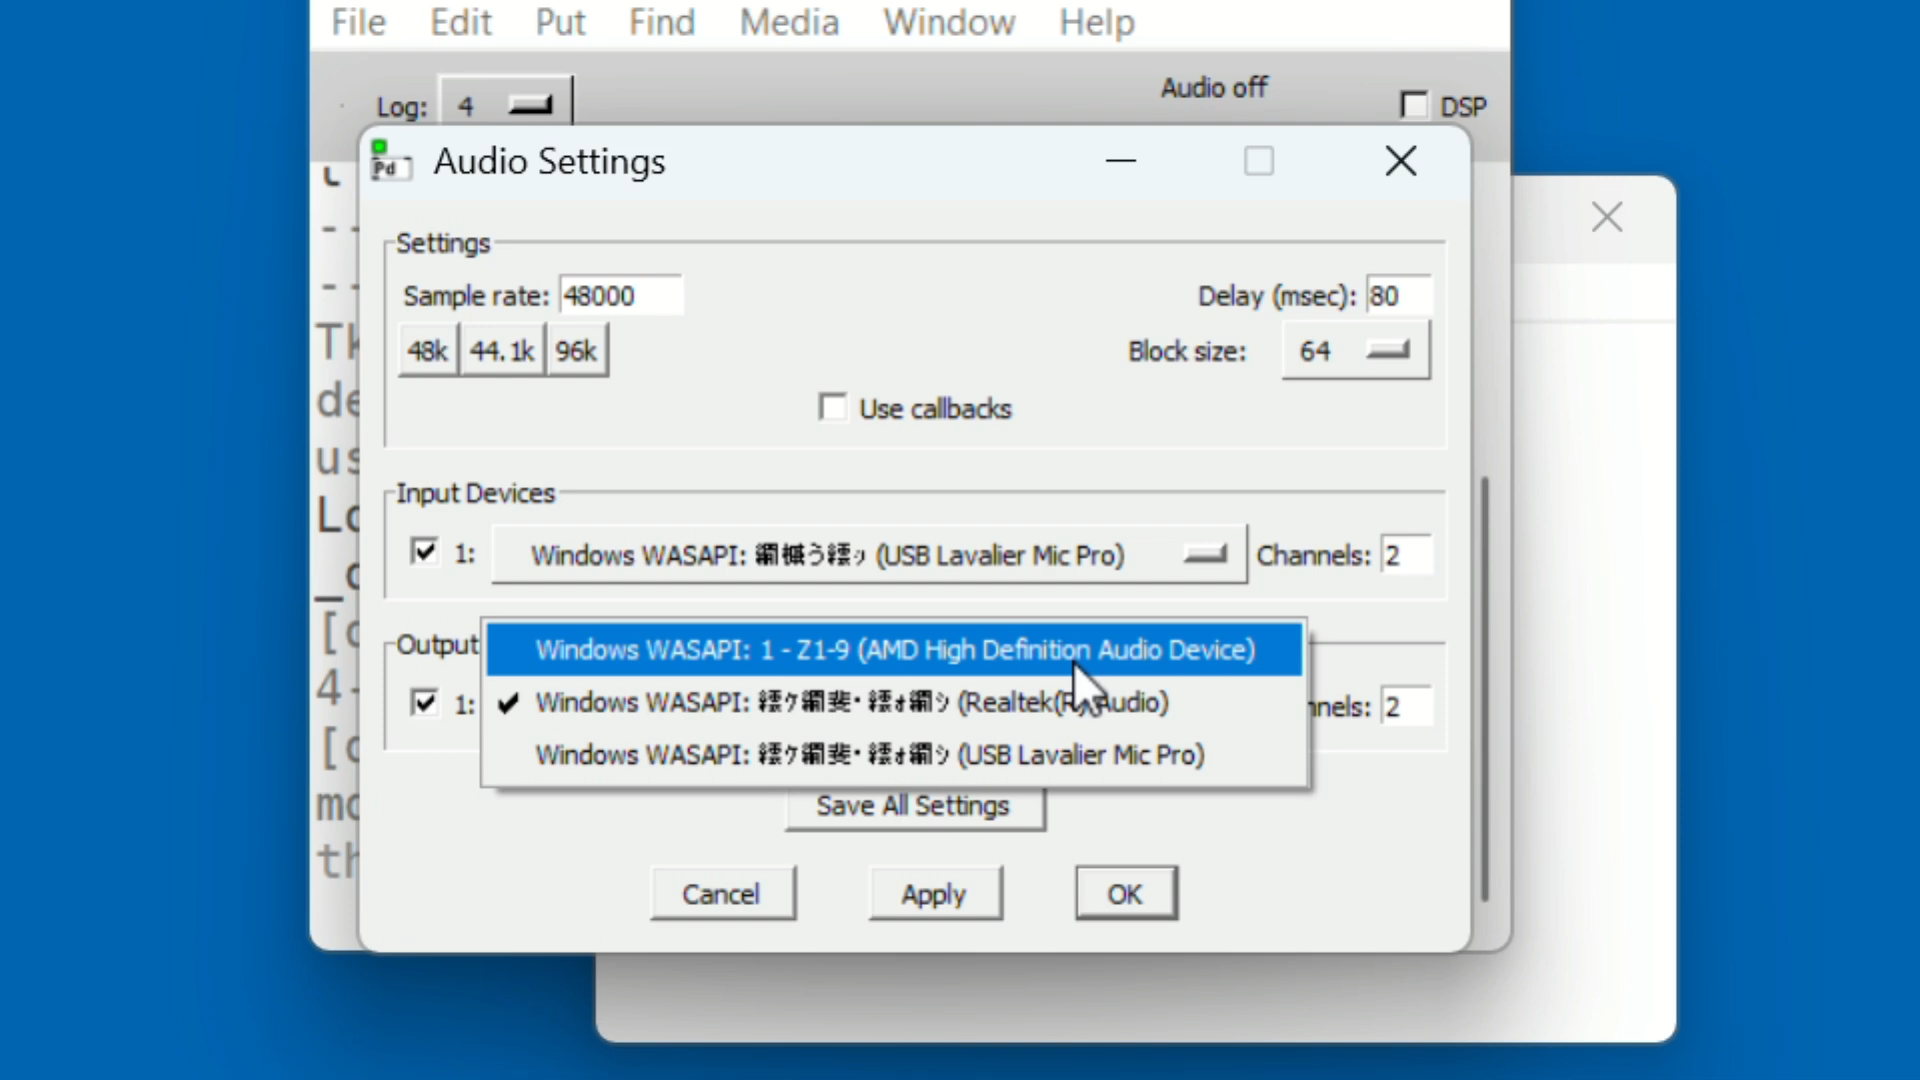 File Edit Put Find Media Window Help
Log: 4
Audio off
DSP
Pd Audio Settings
Settings
Sample rate: 48000
Delay (msec): 80
48k 44.1k 96k
Block size: 64
Use callbacks
Input Devices
1: Windows WASAPI: (USB Lavalier Mic Pro) Channels: 2
Output
Windows WASAPI: 1 - Z1-9 (AMD High Definition Audio Device)
1: Windows WASAPI: (Realtek(R) Audio) nnels: 2
Windows WASAPI: (USB Lavalier Mic Pro)
Save All Settings
Cancel Apply OK